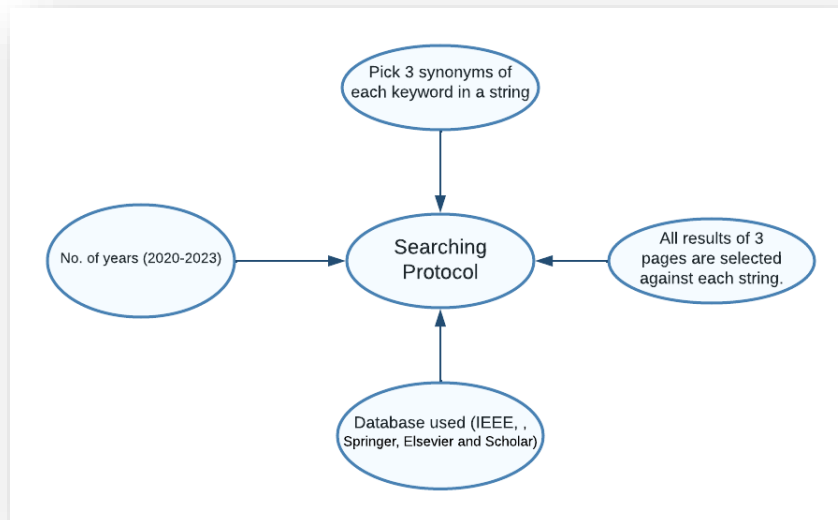 Pick 3 synonyms of
each keyword in a string
No. of years (2020-2023)
Searching
Protocol
All results of 3
pages are selected
against each string.
Database used (IEEE, ,
Springer, Elsevier and Scholar)